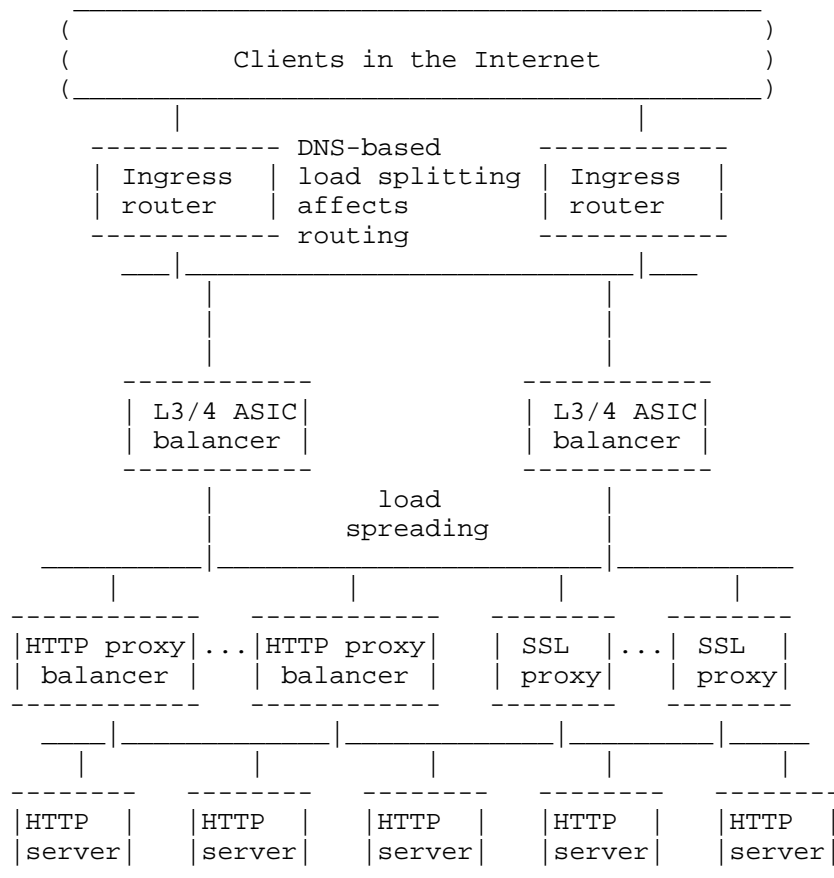 Clients in the Internet
DNS-based
Ingress load splitting Ingress
router affects router
routing
L3/4 ASIC L3/4 ASIC
balancer balancer
load
spreading
HTTP proxy ... HTTP proxy SSL ... SSL
balancer balancer proxy proxy
HTTP HTTP HTTP HTTP HTTP
server server server server server